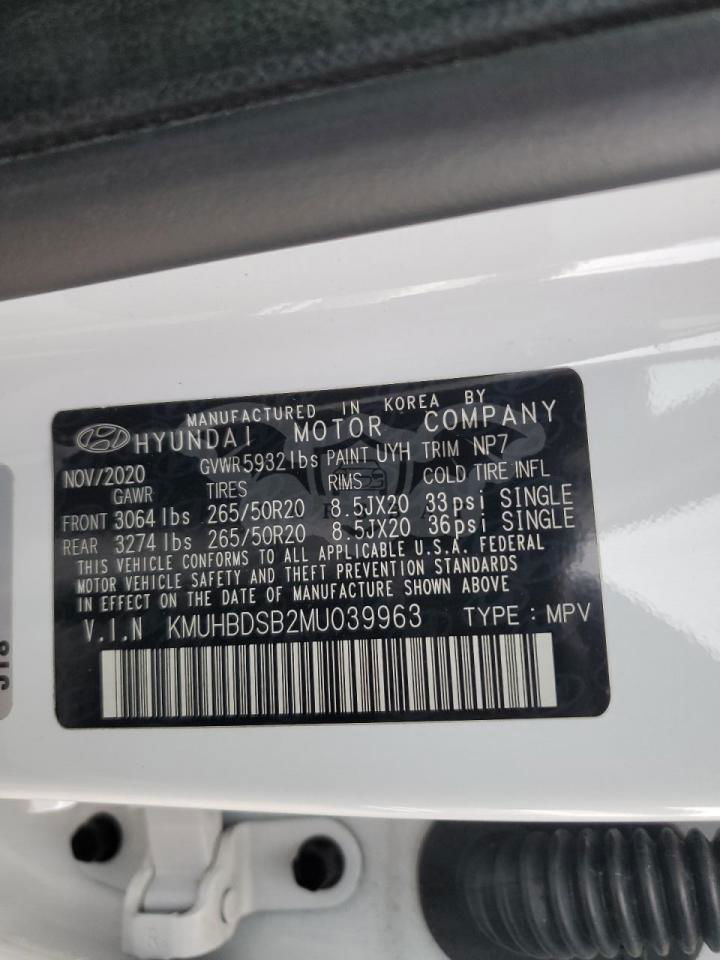 MANUFACTURED IN KOREA BY
HYUNDAI MOTOR COMPANY
NOV/2020 GVWR 5932 lbs PAINT UYH TRIM NP7
GAWR TIRES RIMS COLD TIRE INFL
FRONT 3064 lbs 265/50R20 8.5JX20 33psi SINGLE
REAR 3274 lbs 265/50R20 8.5JX20 36psi SINGLE
THIS VEHICLE CONFORMS TO ALL APPLICABLE U.S.A. FEDERAL
MOTOR VEHICLE SAFETY AND THEFT PREVENTION STANDARDS
IN EFFECT ON THE DATE OF MANUFACTURE SHOWN ABOVE
V.I.N KMUHBDSB2MU039963 TYPE : MPV